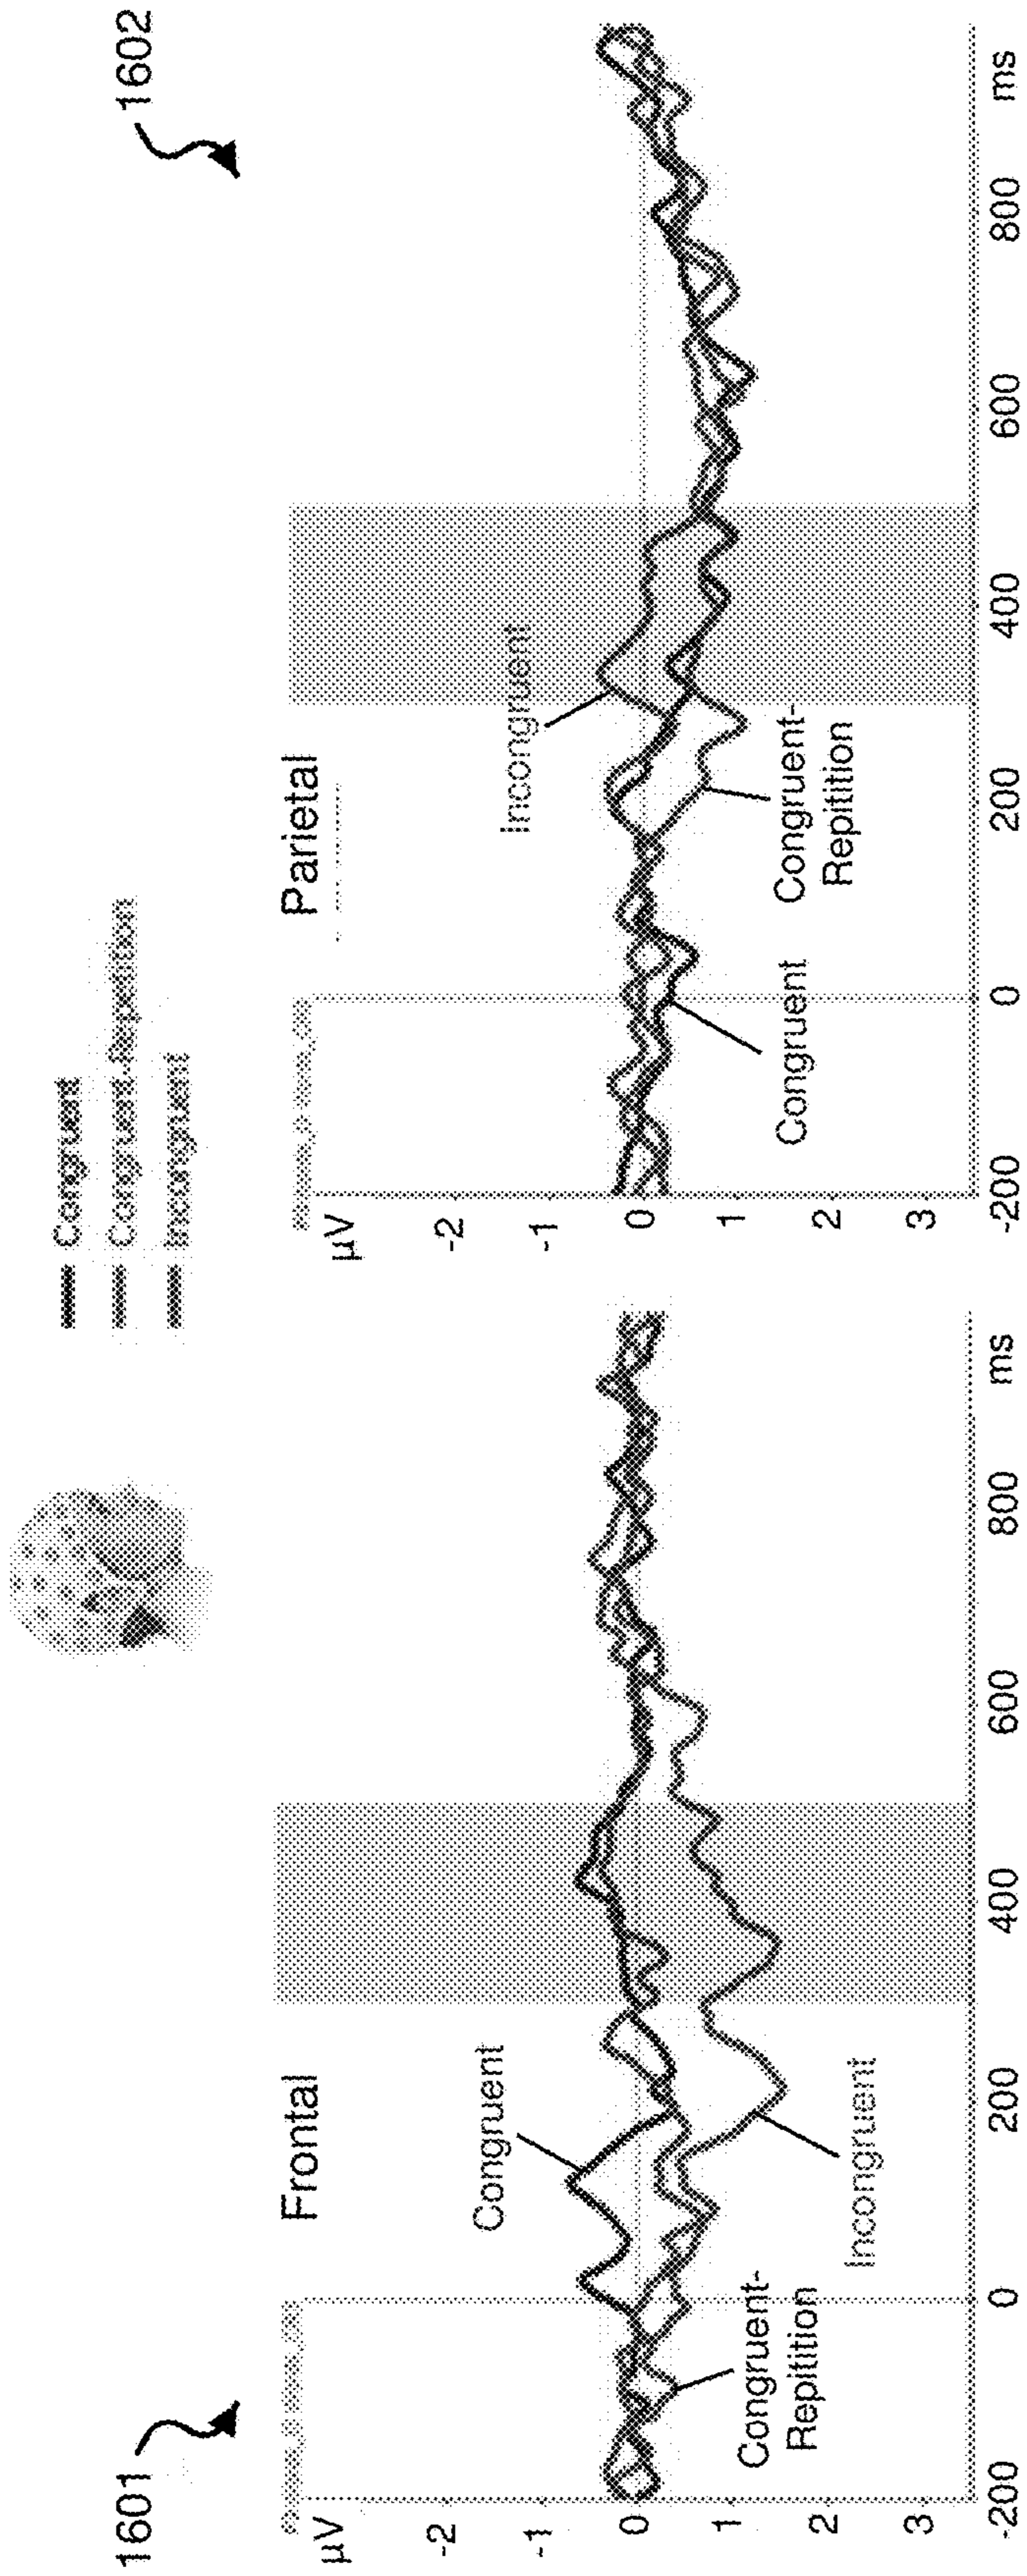 1601
1602
Congruent
Congruent Repetition
Incongruent
Frontal
µV
-2
-1
0
1
2
3
-200
0
200
400
600
800
ms
Congruent
Congruent-
Repitition
Incongruent
Parietal
µV
-2
-1
0
1
2
3
-200
0
200
400
600
800
ms
Incongruent
Congruent
Congruent-
Repitition